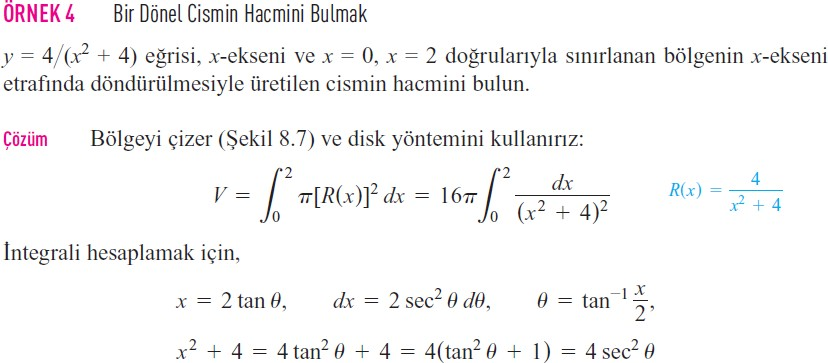 ÖRNEK 4 Bir Dönel Cismin Hacmini Bulmak
y = 4/(x² + 4) eğrisi, x-ekseni ve x = 0, x = 2 doğrularıyla sınırlanan bölgenin x-ekseni
etrafında döndürülmesiyle üretilen cismin hacmini bulun.
Çözüm Bölgeyi çizer (Şekil 8.7) ve disk yöntemini kullanırız:
V = ∫₀² π[R(x)]² dx = 16π ∫₀² dx/(x² + 4)² R(x) = 4/(x² + 4)
İntegrali hesaplamak için,
x = 2 tan θ, dx = 2 sec² θ dθ, θ = tan⁻¹ x/2,
x² + 4 = 4 tan² θ + 4 = 4(tan² θ + 1) = 4 sec² θ